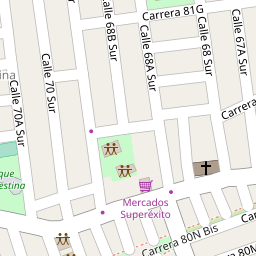 Carrera 81G
Calle 68B Sur
Calle 68A Sur
Calle 68 Sur
Calle 67A Sur
Calle 70 Sur
Calle 70A Sur
Carrera
Mercados
Superéxito
Carrera 80N Bis